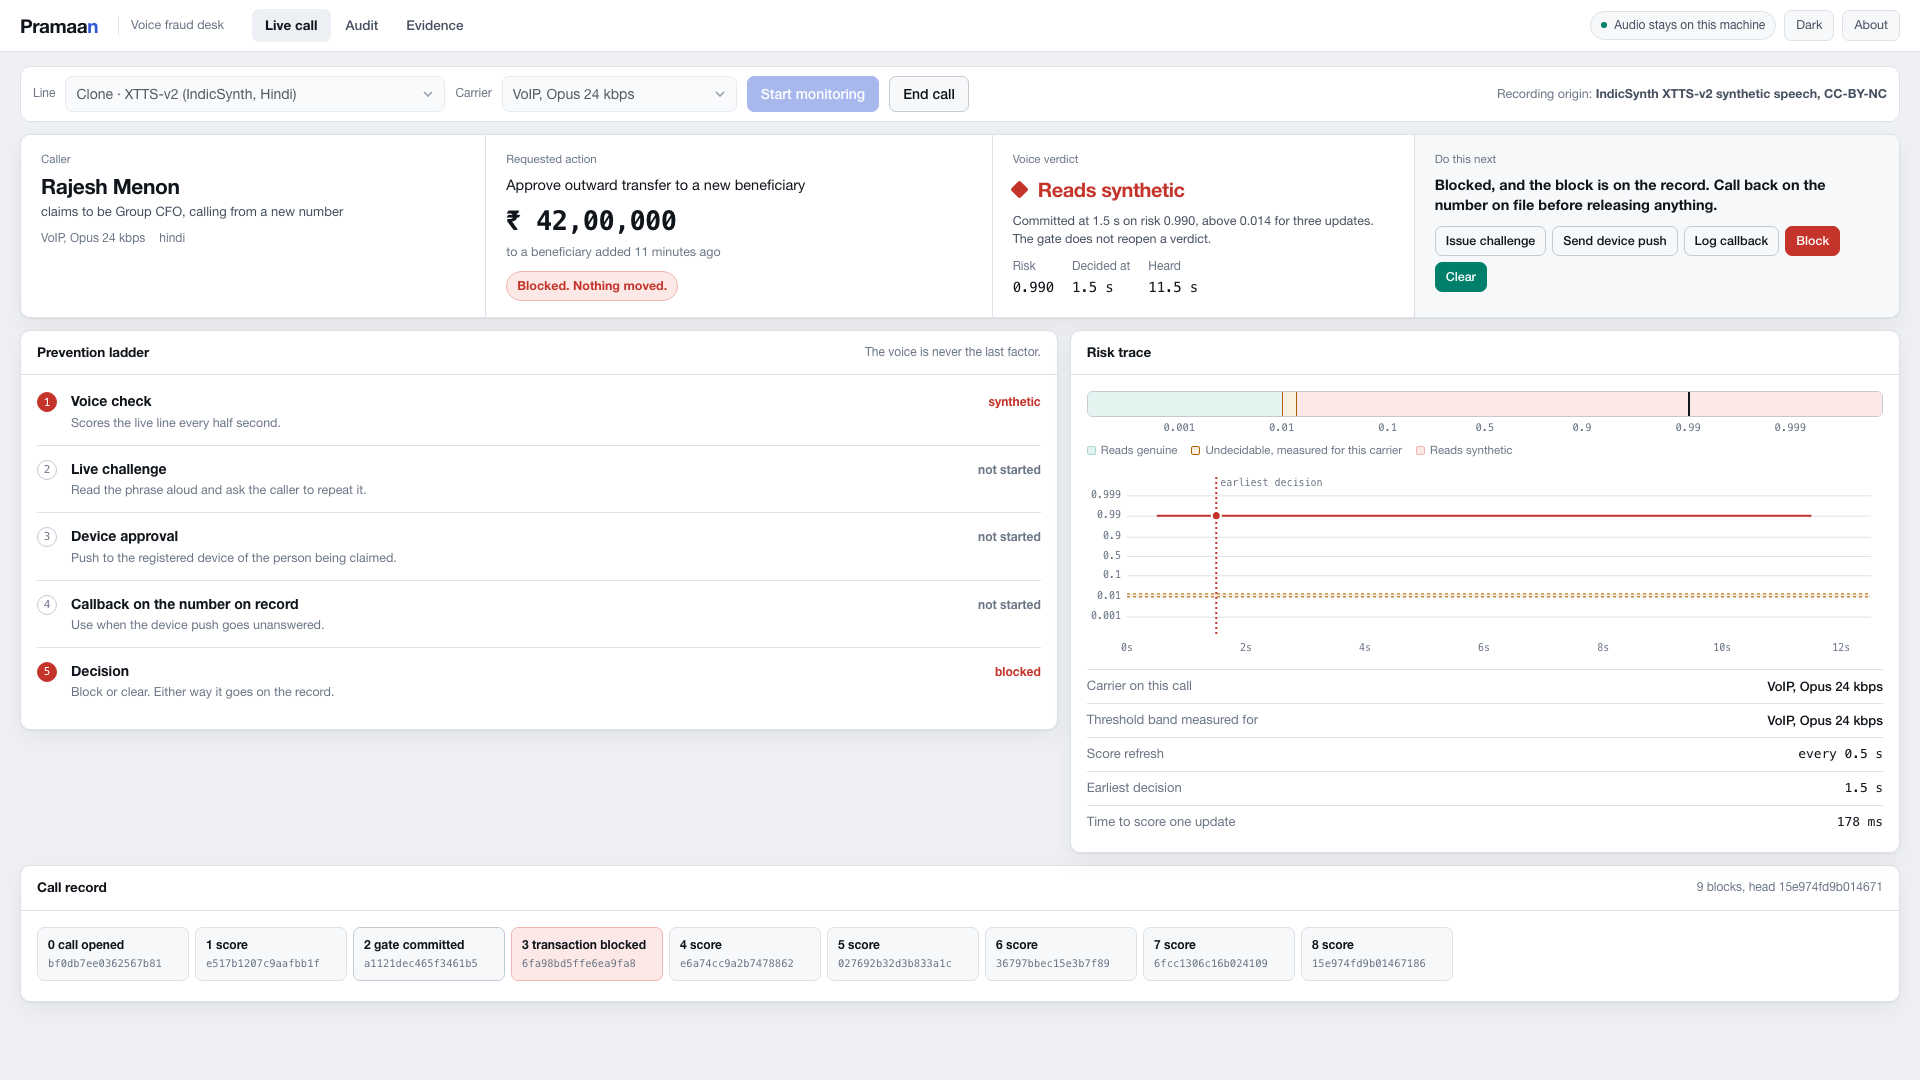 Pramaan
Voice fraud desk
Live call
Audit
Evidence
Audio stays on this machine
Dark
About
Line
Clone · XTTS-v2 (IndicSynth, Hindi)
Carrier
VoIP, Opus 24 kbps
Start monitoring
End call
Recording origin: IndicSynth XTTS-v2 synthetic speech, CC-BY-NC
Caller
Rajesh Menon
claims to be Group CFO, calling from a new number
VoIP, Opus 24 kbps hindi
Requested action
Approve outward transfer to a new beneficiary
₹ 42,00,000
to a beneficiary added 11 minutes ago
Blocked. Nothing moved.
Voice verdict
Reads synthetic
Committed at 1.5 s on risk 0.990, above 0.014 for three updates.
The gate does not reopen a verdict.
Risk Decided at Heard
0.990 1.5 s 11.5 s
Do this next
Blocked, and the block is on the record. Call back on the
number on file before releasing anything.
Issue challenge
Send device push
Log callback
Block
Clear
Prevention ladder
The voice is never the last factor.
1 Voice check synthetic
Scores the live line every half second.
2 Live challenge not started
Read the phrase aloud and ask the caller to repeat it.
3 Device approval not started
Push to the registered device of the person being claimed.
4 Callback on the number on record not started
Use when the device push goes unanswered.
5 Decision blocked
Block or clear. Either way it goes on the record.
Risk trace
0.001 0.01 0.1 0.5 0.9 0.99 0.999
Reads genuine Undecidable, measured for this carrier Reads synthetic
earliest decision
0.999
0.99
0.9
0.5
0.1
0.01
0.001
0s 2s 4s 6s 8s 10s 12s
Carrier on this call VoIP, Opus 24 kbps
Threshold band measured for VoIP, Opus 24 kbps
Score refresh every 0.5 s
Earliest decision 1.5 s
Time to score one update 178 ms
Call record
9 blocks, head 15e974fd9b014671
0 call opened
bf0db7ee0362567b81
1 score
e517b1207c9aafbb1f
2 gate committed
a1121dec465f3461b5
3 transaction blocked
6fa98bd5ffe6ea9fa8
4 score
e6a74cc9a2b7478862
5 score
027692b32d3b833a1c
6 score
36797bbec15e3b7f89
7 score
6fcc1306c16b024109
8 score
15e974fd9b01467186